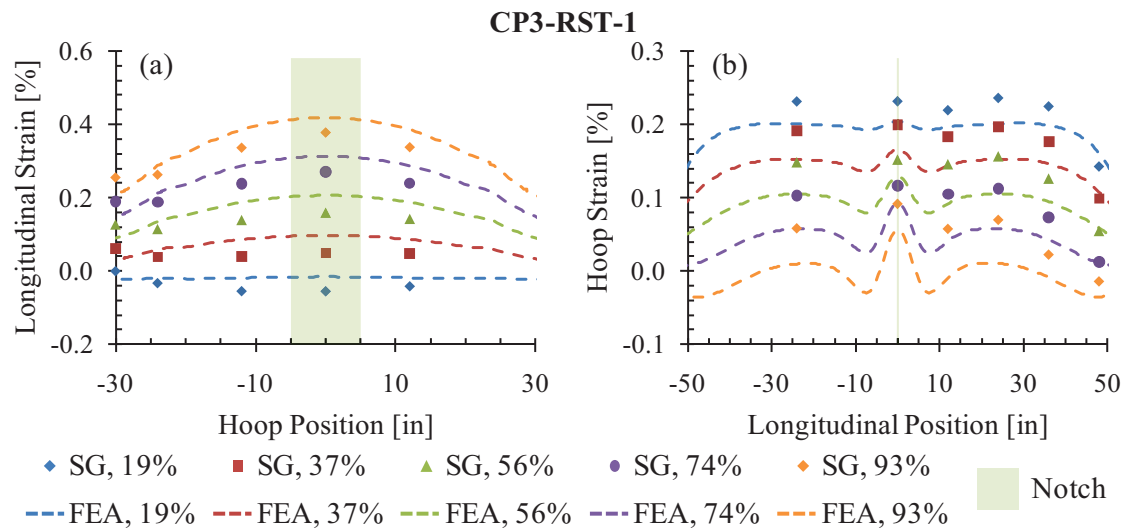 CP3-RST-1
(a)
Longitudinal Strain [%]
0.6
0.4
0.2
0.0
-0.2
-30
-10
10
30
Hoop Position [in]
(b)
Hoop Strain [%]
0.3
0.2
0.1
0.0
-0.1
-50
-30
-10
10
30
50
Longitudinal Position [in]
SG, 19%
SG, 37%
SG, 56%
SG, 74%
SG, 93%
FEA, 19%
FEA, 37%
FEA, 56%
FEA, 74%
FEA, 93%
Notch